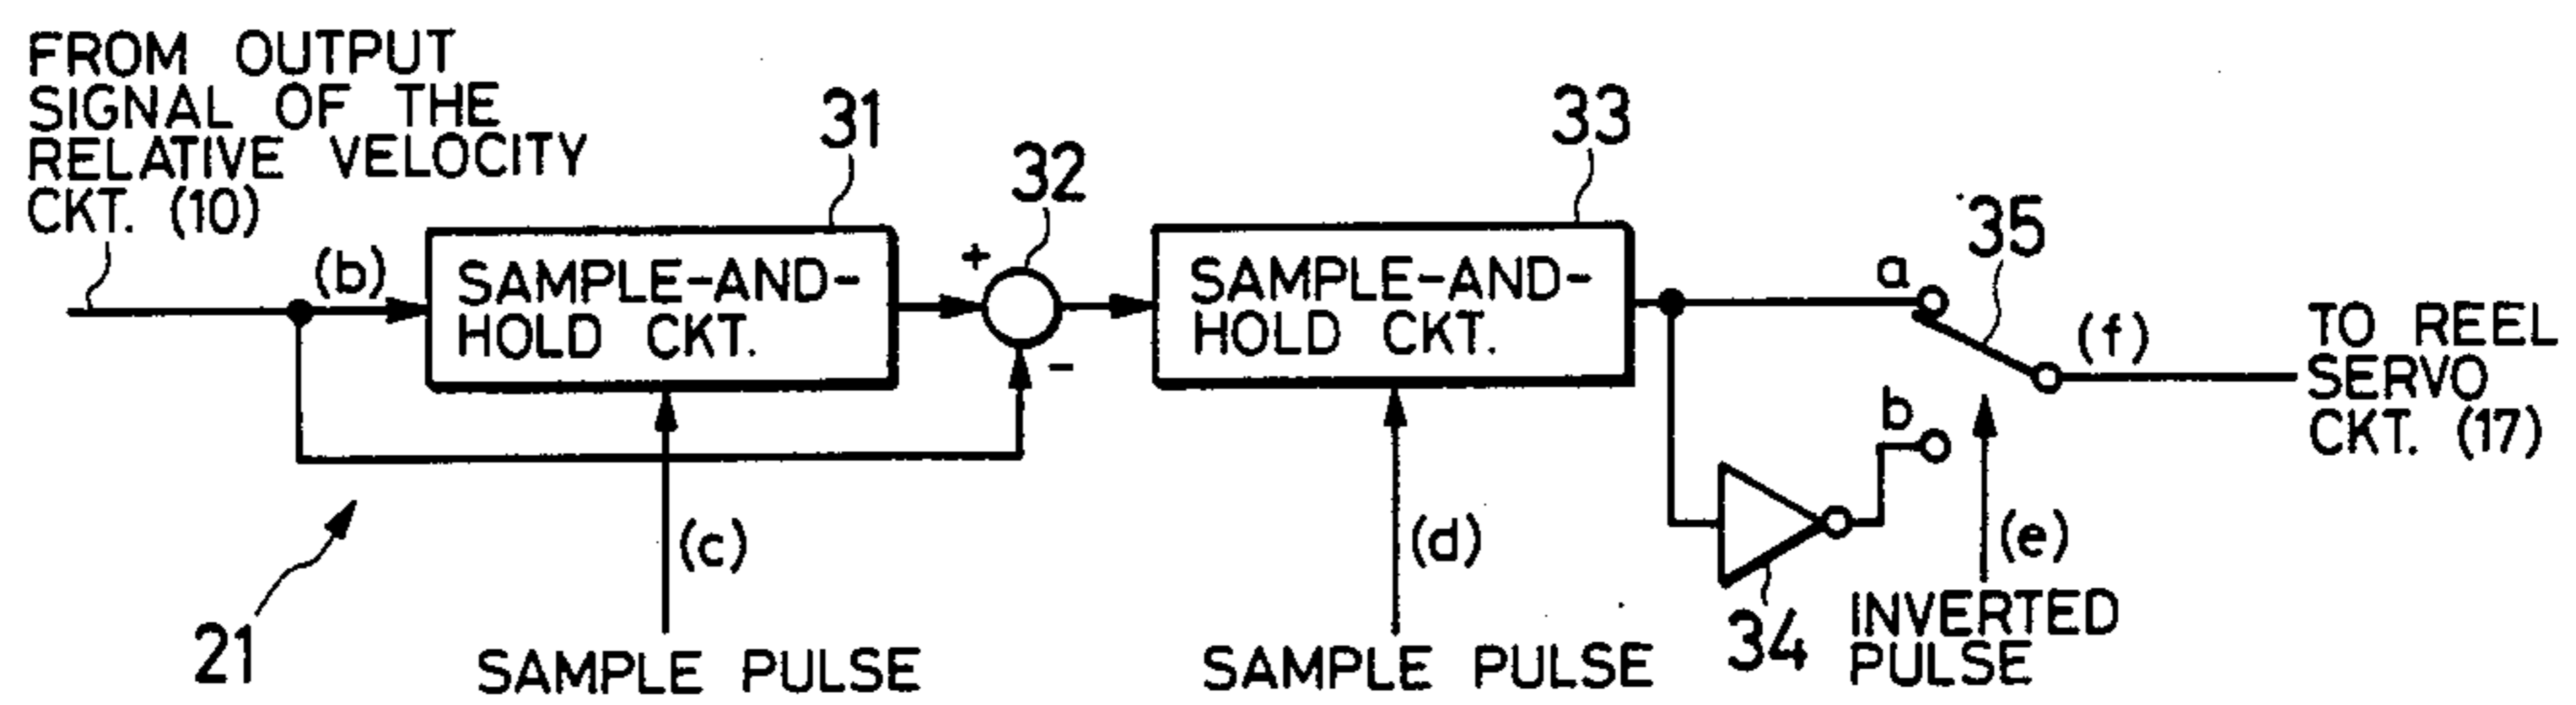 FROM OUTPUT
SIGNAL OF THE
RELATIVE VELOCITY
CKT. (10)
(b)
31
SAMPLE-AND-
HOLD CKT.
+
32
-
33
SAMPLE-AND-
HOLD CKT.
a
35
b
(f)
TO REEL
SERVO
CKT. (17)
(c)
(d)
(e)
21
34
SAMPLE PULSE
SAMPLE PULSE
INVERTED
PULSE